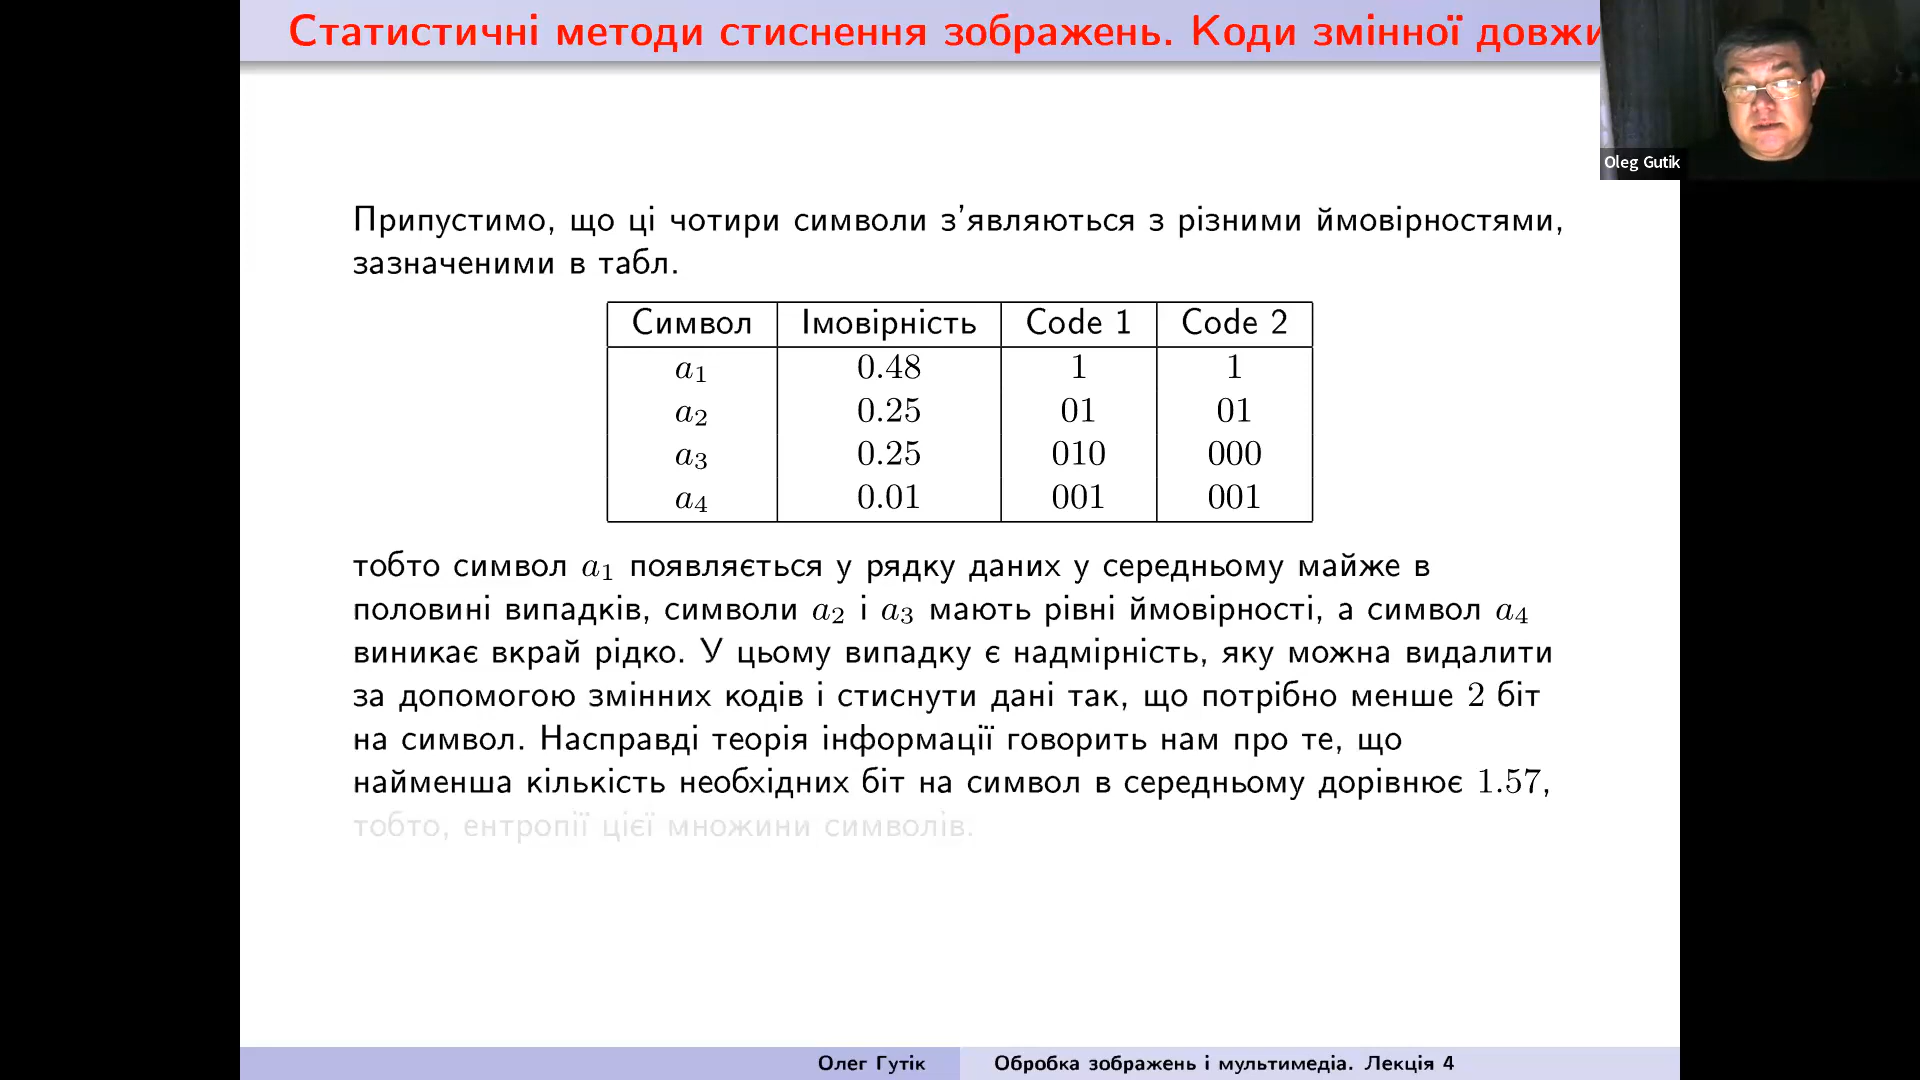 Статистичні методи стиснення зображень. Коди змінної
Oleg Gutik
Припустимо, що ці чотири символи з'являються з різними ймовірностями,
зазначеними в табл.
Символ Імовірність Code 1 Code 2
a1 0.48 1 1
a2 0.25 01 01
a3 0.25 010 000
a4 0.01 001 001
тобто символ a1 появляється у рядку даних у середньому майже в
половині випадків, символи a2 і a3 мають рівні ймовірності, а символ a4
виникає вкрай рідко. У цьому випадку є надмірність, яку можна видалити
за допомогою змінних кодів і стиснути дані так, що потрібно менше 2 біт
на символ. Насправді теорія інформації говорить нам про те, що
найменша кількість необхідних біт на символ в середньому дорівнює 1.57,
тобто, ентропії цієї множини символів.
Олег Гутік Обробка зображень і мультимедіа. Лекція 4